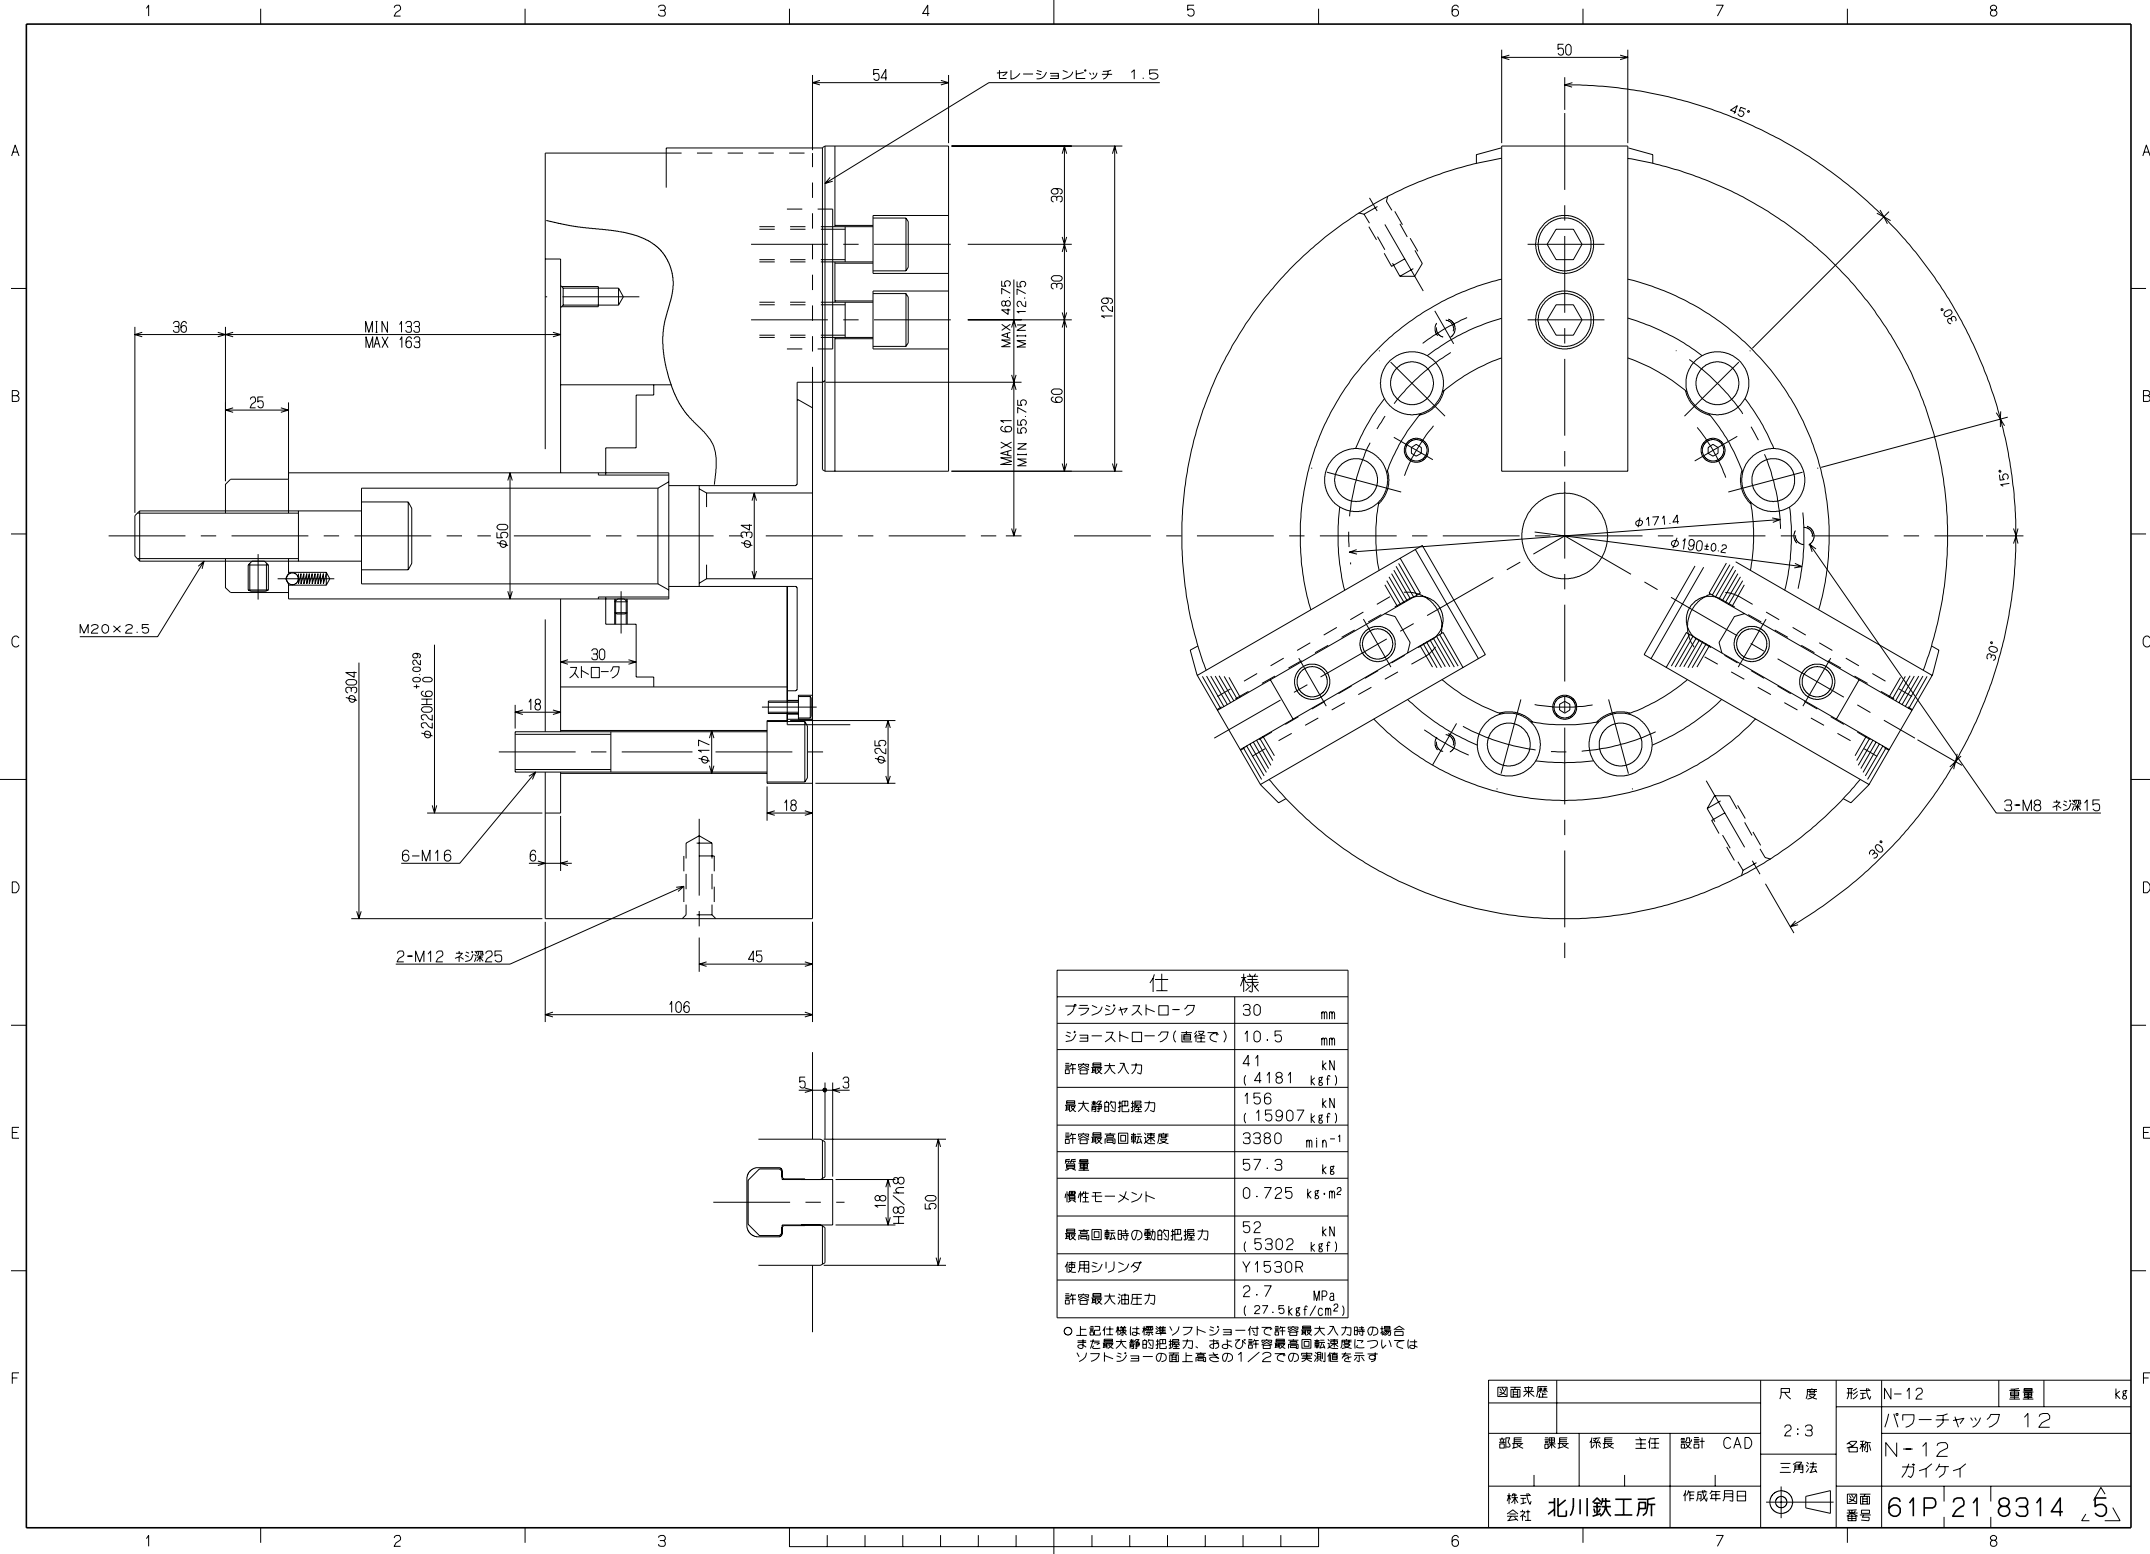 1 2 3 4 5 6 7 8
A
B
C
D
E
F
A
B
C
D
E
F
54
セレーションピッチ 1.5
39
30
60
129
MAX 48.75
MIN 12.75
MAX 61
MIN 55.75
36
MIN 133
MAX 163
25
φ50
φ34
M20×2.5
30
ストローク
φ304
φ220H6 +0.029 0
18
φ17
φ25
18
6-M16
6
2-M12 ネジ深25
45
106
50
45°
30°
15°
30°
30°
φ171.4
φ190±0.2
3-M8 ネジ深15
5
3
18
H8/h8
50
仕 様
プランジャストローク 30 mm
ジョーストローク(直径で) 10.5 mm
許容最大入力 41 kN
(4181 kgf)
最大静的把握力 156 kN
(15907 kgf)
許容最高回転速度 3380 min⁻¹
質量 57.3 kg
慣性モーメント 0.725 kg·m²
最高回転時の動的把握力 52 kN
(5302 kgf)
使用シリンダ Y1530R
許容最大油圧力 2.7 MPa
(27.5kgf/cm²)
○上記仕様は標準ソフトジョー付で許容最大入力時の場合
また最大静的把握力、および許容最高回転速度については
ソフトジョーの面上高さの1/2での実測値を示す
図面来歴
尺 度
2:3
三角法
形式 N-12 重量 kg
名称
パワーチャック 12
N-12
ガイケイ
部長 課長 係長 主任 設計 CAD
株式
会社
北川鉄工所
作成年月日
図面
番号
61P 21 8314 5
1 2 3 4 5 6 7 8